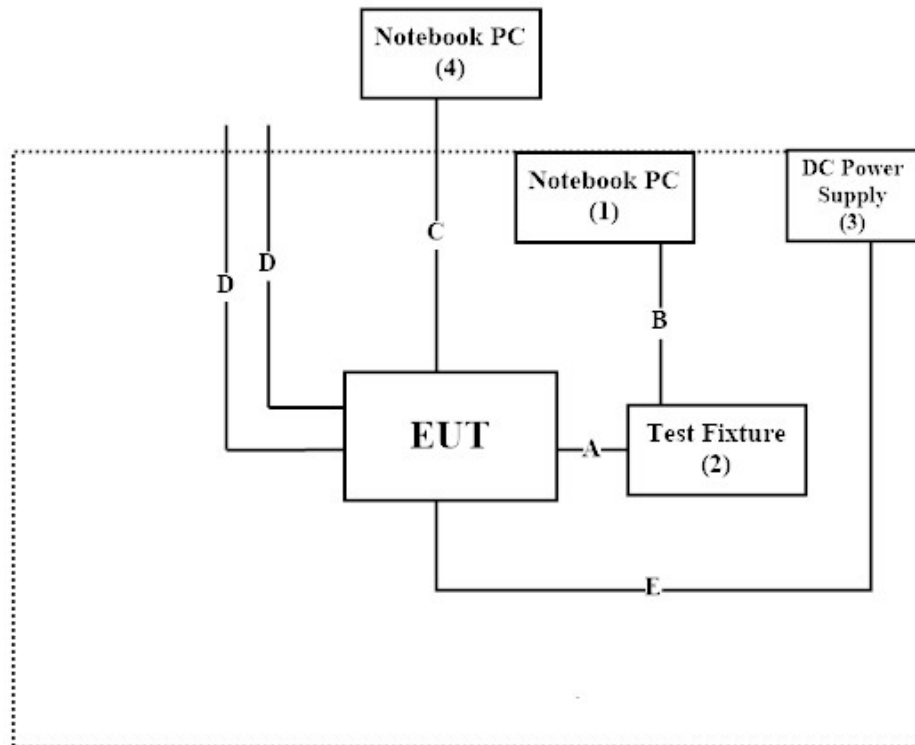 Notebook PC
(4)
Notebook PC
(1)
DC Power
Supply
(3)
C
D
D
B
EUT
A
Test Fixture
(2)
E